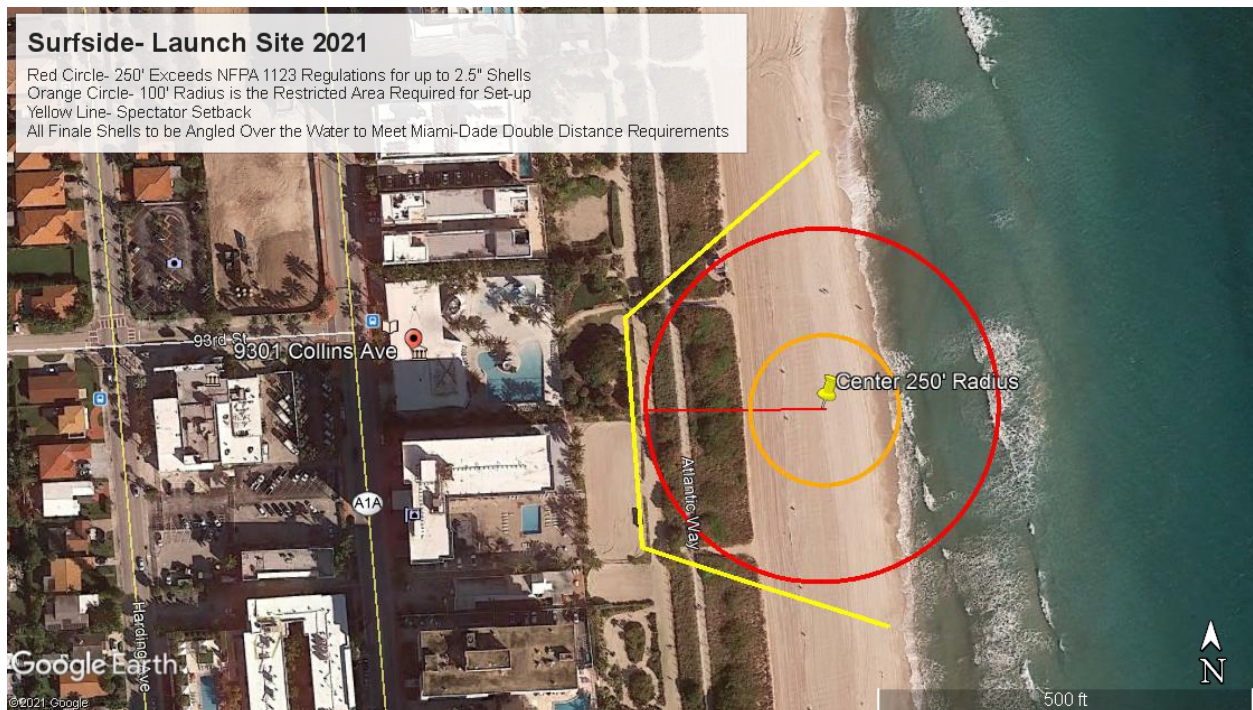 Surfside- Launch Site 2021
Red Circle- 250' Exceeds NFPA 1123 Regulations for up to 2.5" Shells
Orange Circle- 100' Radius is the Restricted Area Required for Set-up
Yellow Line- Spectator Setback
All Finale Shells to be Angled Over the Water to Meet Miami-Dade Double Distance Requirements
93rd St
9301 Collins Ave
Center 250' Radius
Atlantic Way
A1A
Harding Ave
Google Earth
N
©2021 Google
500 ft